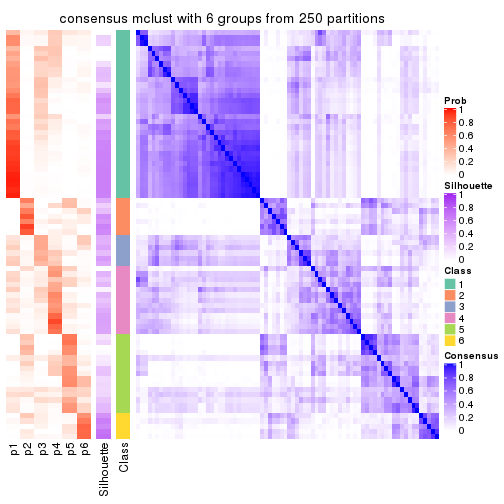 consensus mclust with 6 groups from 250 partitions
Prob
1
0.8
0.6
0.4
0.2
0
Silhouette
1
0.8
0.6
0.4
0.2
0
Class
1
2
3
4
5
6
Consensus
1
0.8
0.6
0.4
0.2
0
p1
p2
p3
p4
p5
p6
Silhouette
Class